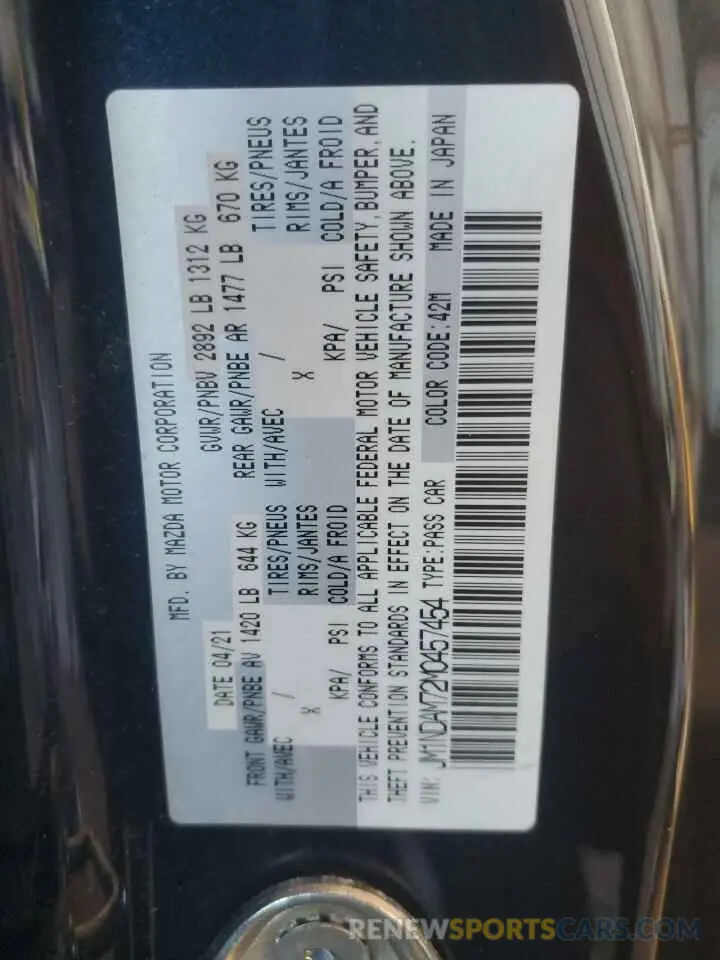 MFD. BY MAZDA MOTOR CORPORATION
DATE 04/21 GVWR/PNBV 2892 LB 1312 KG
FRONT GAWR/PNBE AV 1420 LB 644 KG REAR GAWR/PNBE AR 1477 LB 670 KG
WITH/AVEC / TIRES/PNEUS WITH/AVEC / TIRES/PNEUS
X RIMS/JANTES X RIMS/JANTES
KPA/ PSI COLD/A FROID KPA/ PSI COLD/A FROID
THIS VEHICLE CONFORMS TO ALL APPLICABLE FEDERAL MOTOR VEHICLE SAFETY, BUMPER, AND
THEFT PREVENTION STANDARDS IN EFFECT ON THE DATE OF MANUFACTURE SHOWN ABOVE.
VIN: JM1NDAM72M0457454 TYPE:PASS CAR COLOR CODE:42M MADE IN JAPAN
RENEWSPORTSCARS.COM